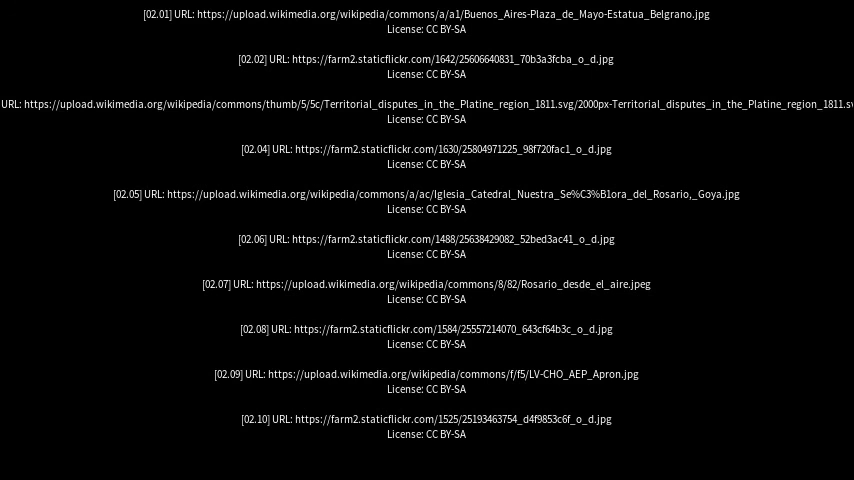 [02.01] URL: https://upload.wikimedia.org/wikipedia/commons/a/a1/Buenos_Aires-Plaza_de_Mayo-Estatua_Belgrano.jpg
License: CC BY-SA
[02.02] URL: https://farm2.staticflickr.com/1642/25606640831_70b3a3fcba_o_d.jpg
License: CC BY-SA
URL: https://upload.wikimedia.org/wikipedia/commons/thumb/5/5c/Territorial_disputes_in_the_Platine_region_1811.svg/2000px-Territorial_disputes_in_the_Platine_region_1811.sv
License: CC BY-SA
[02.04] URL: https://farm2.staticflickr.com/1630/25804971225_98f720fac1_o_d.jpg
License: CC BY-SA
[02.05] URL: https://upload.wikimedia.org/wikipedia/commons/a/ac/Iglesia_Catedral_Nuestra_Se%C3%B1ora_del_Rosario,_Goya.jpg
License: CC BY-SA
[02.06] URL: https://farm2.staticflickr.com/1488/25638429082_52bed3ac41_o_d.jpg
License: CC BY-SA
[02.07] URL: https://upload.wikimedia.org/wikipedia/commons/8/82/Rosario_desde_el_aire.jpeg
License: CC BY-SA
[02.08] URL: https://farm2.staticflickr.com/1584/25557214070_643cf64b3c_o_d.jpg
License: CC BY-SA
[02.09] URL: https://upload.wikimedia.org/wikipedia/commons/f/f5/LV-CHO_AEP_Apron.jpg
License: CC BY-SA
[02.10] URL: https://farm2.staticflickr.com/1525/25193463754_d4f9853c6f_o_d.jpg
License: CC BY-SA